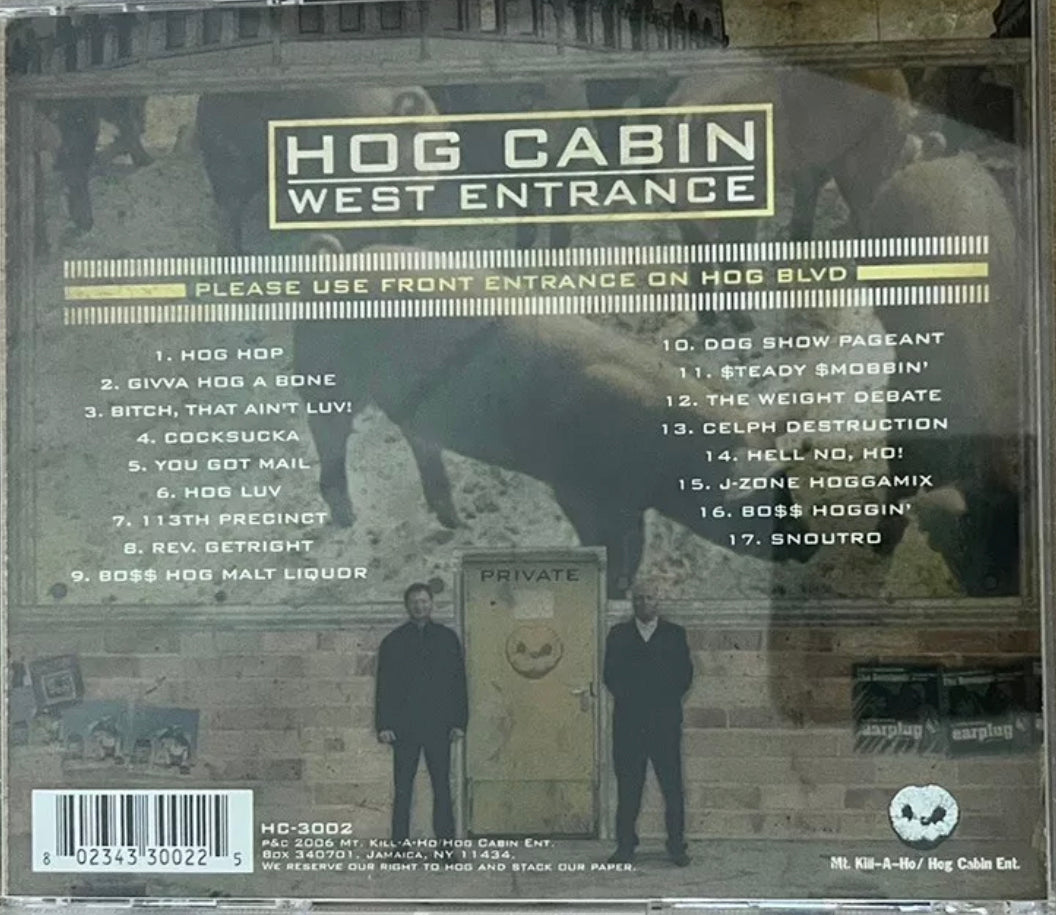 HOG CABIN
WEST ENTRANCE
PLEASE USE FRONT ENTRANCE ON HOG BLVD
1. HOG HOP
2. GIVVA HOG A BONE
3. BITCH, THAT AIN'T LUV!
4. COCKSUCKA
5. YOU GOT MAIL
6. HOG LUV
7. 113TH PRECINCT
8. REV. GETRIGHT
9. BO$$ HOG MALT LIQUOR
10. DOG SHOW PAGEANT
11. $TEADY $MOBBIN'
12. THE WEIGHT DEBATE
13. CELPH DESTRUCTION
14. HELL NO, HO!
15. J-ZONE HOGGAMIX
16. BO$$ HOGGIN'
17. SNOUTRO
PRIVATE
earplug earplug
8 02343 30022 5
HC-3002
P&C 2006 MT. KILL-A-HO/HOG CABIN ENT.
BOX 340701. JAMAICA, NY 11434.
WE RESERVE OUR RIGHT TO HOG AND STACK OUR PAPER.
Mt. Kill-A-Ho/ Hog Cabin Ent.